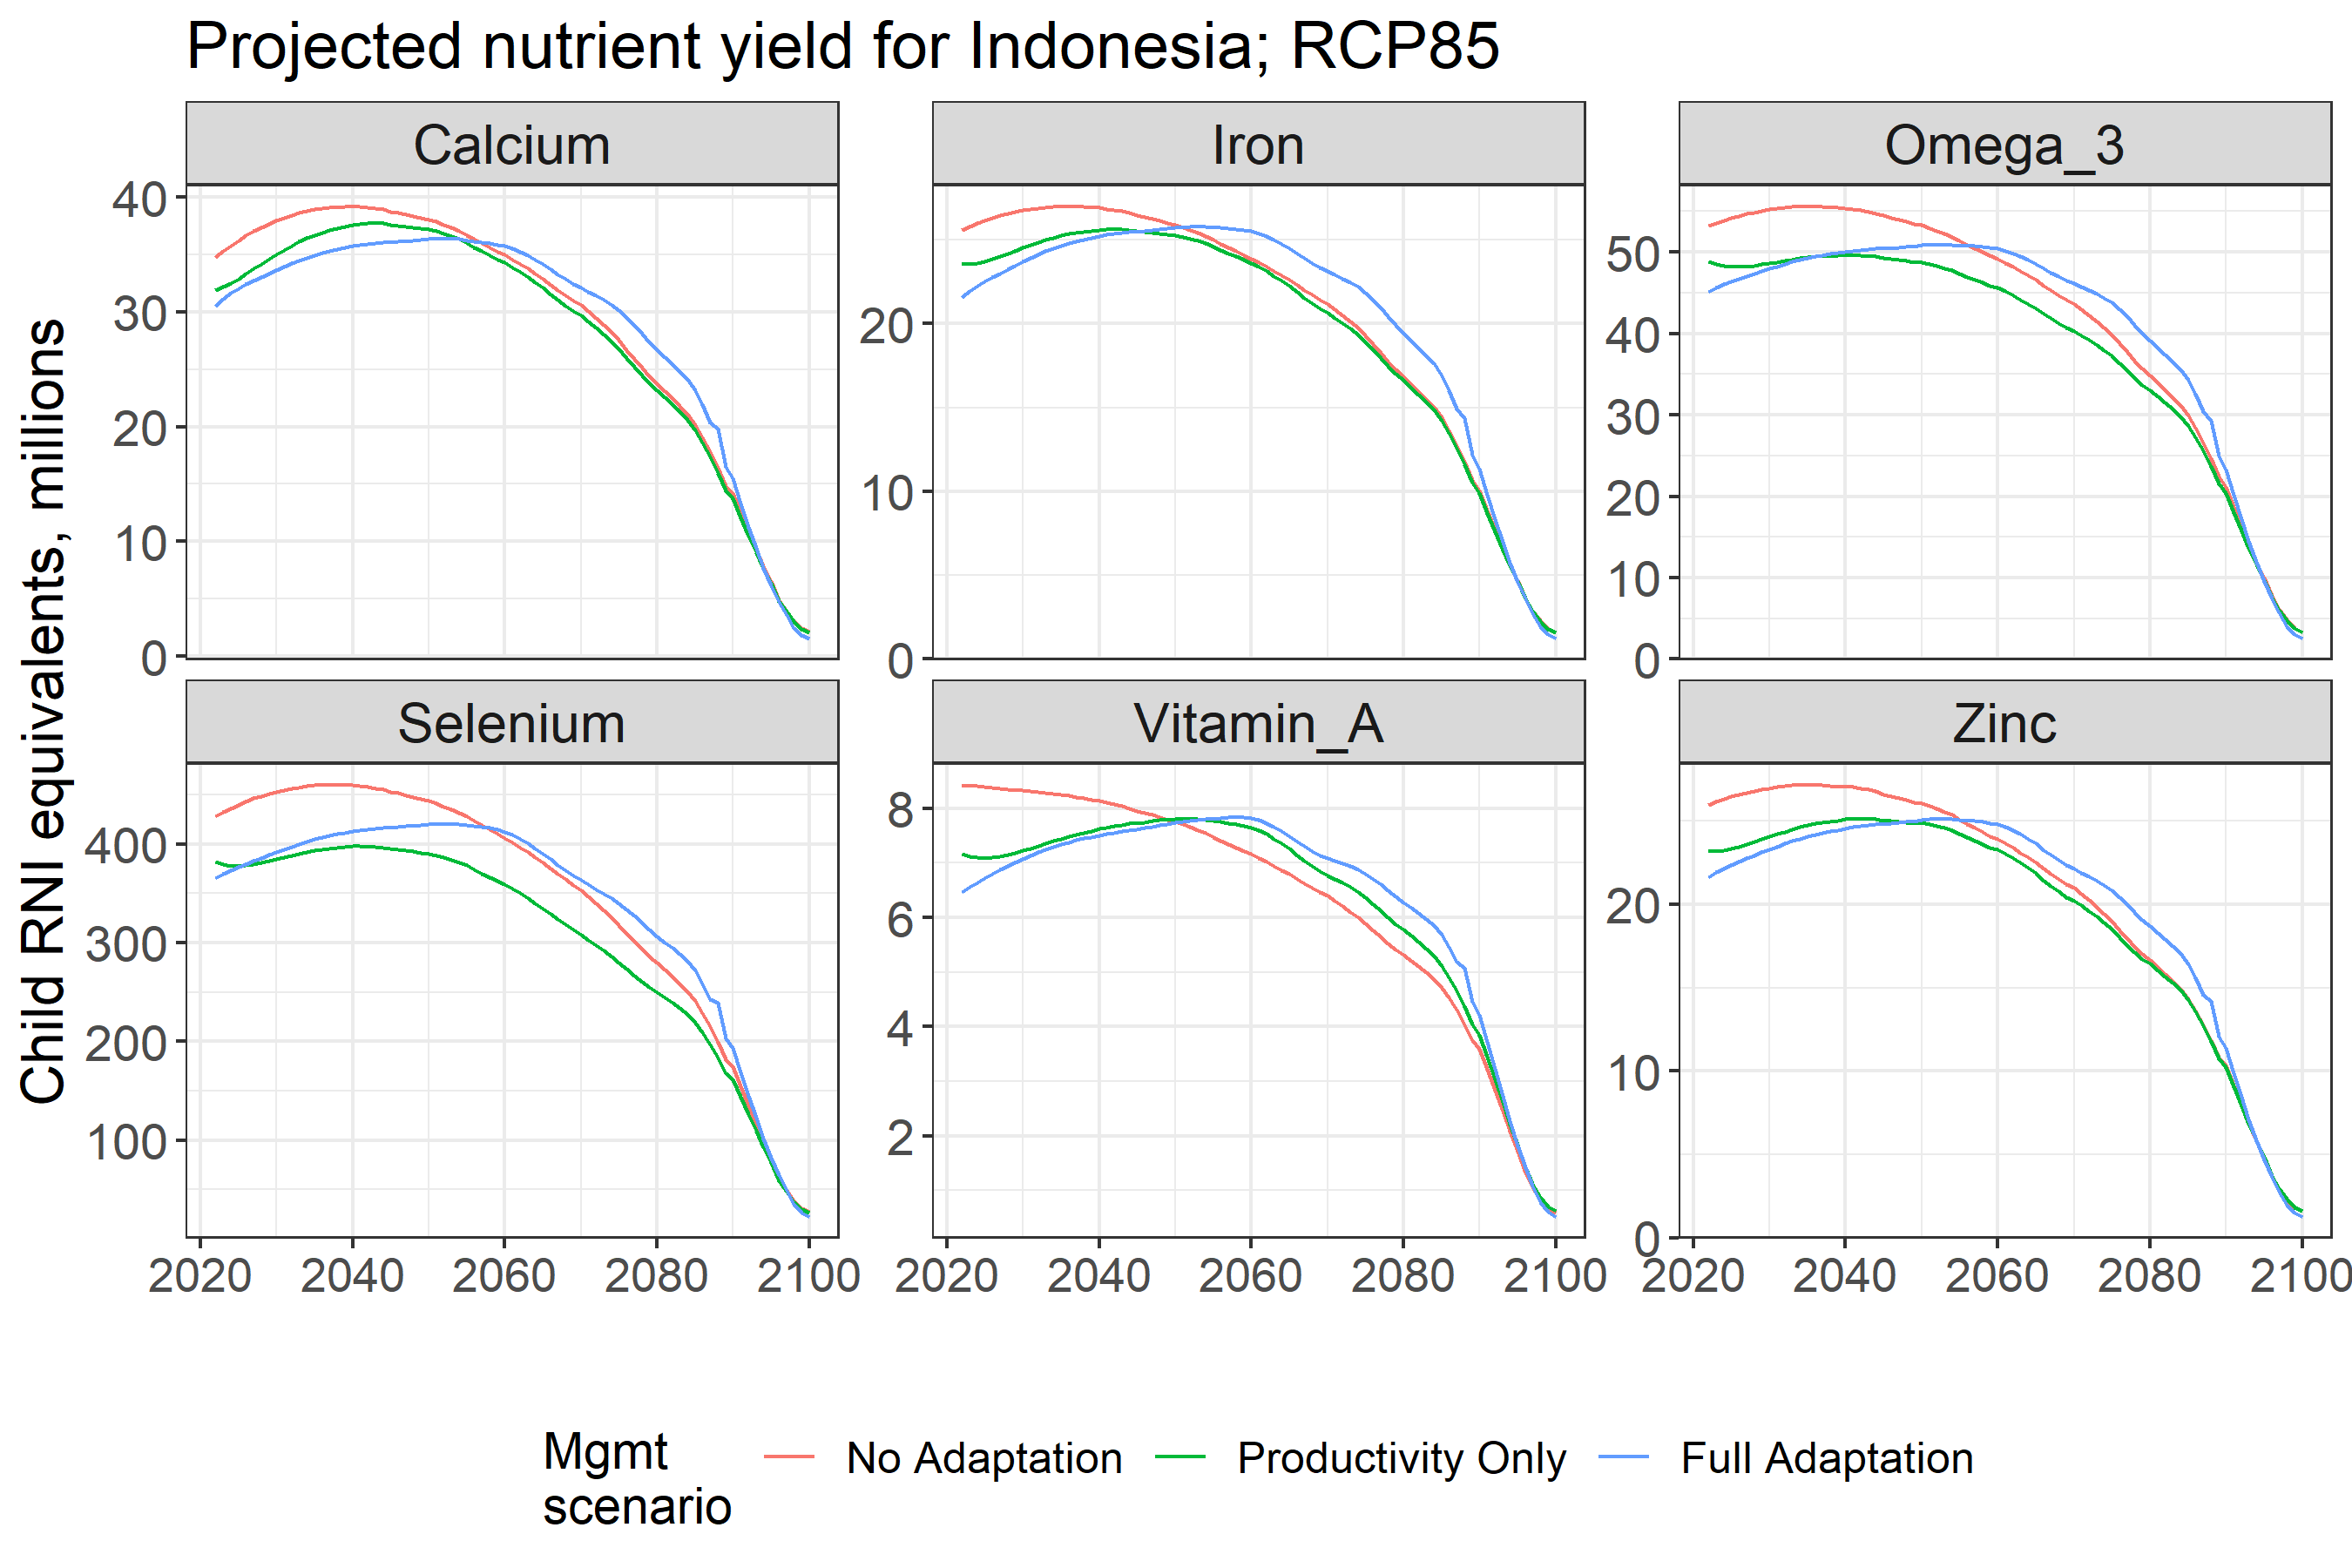 Projected nutrient yield for Indonesia; RCP85
Child RNI equivalents, millions
Calcium
40
30
20
10
0
Iron
20
10
0
Omega_3
50
40
30
20
10
0
Selenium
400
300
200
100
2020 2040 2060 2080 2100
Vitamin_A
8
6
4
2
2020 2040 2060 2080 2100
Zinc
20
10
0
2020 2040 2060 2080 2100
Mgmt
scenario
No Adaptation
Productivity Only
Full Adaptation